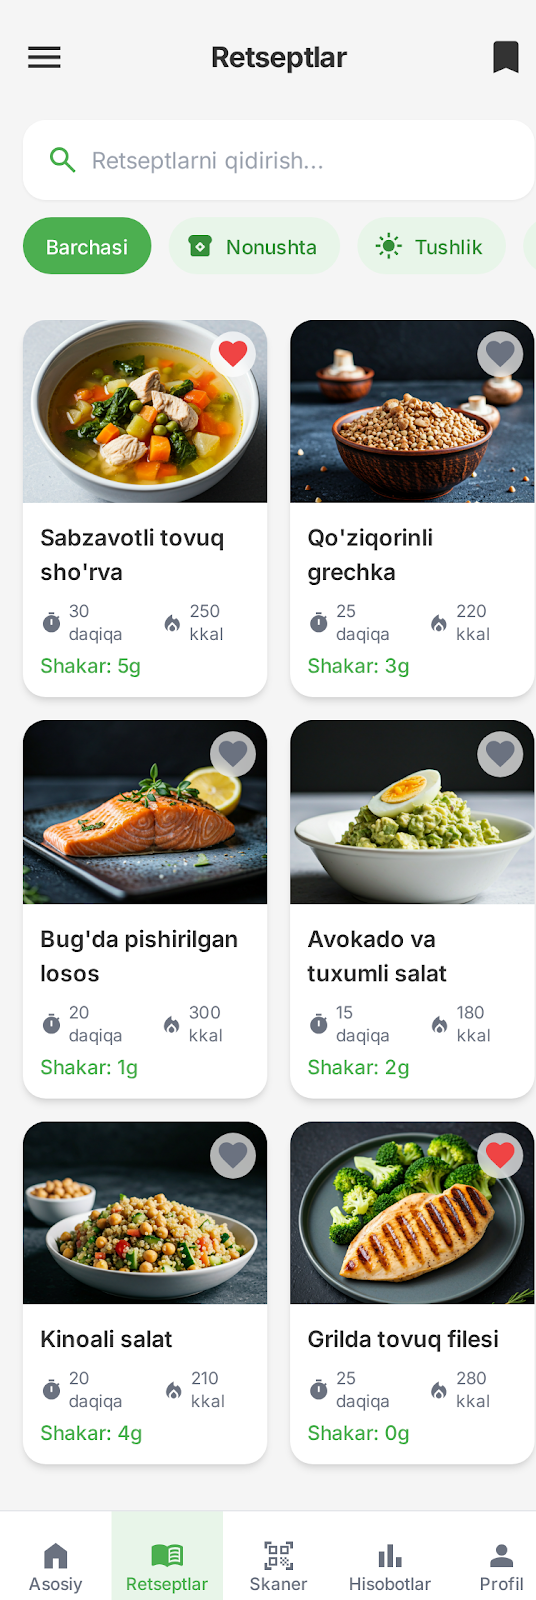 Retseptlar
Retseptlarni qidirish...
Barchasi
Nonushta
Tushlik
Sabzavotli tovuq
sho'rva
30
daqiqa
250
kkal
Shakar: 5g
Qo'ziqorinli
grechka
25
daqiqa
220
kkal
Shakar: 3g
Bug'da pishirilgan
losos
20
daqiqa
300
kkal
Shakar: 1g
Avokado va
tuxumli salat
15
daqiqa
180
kkal
Shakar: 2g
Kinoali salat
20
daqiqa
210
kkal
Shakar: 4g
Grilda tovuq filesi
25
daqiqa
280
kkal
Shakar: 0g
Asosiy
Retseptlar
Skaner
Hisobotlar
Profil